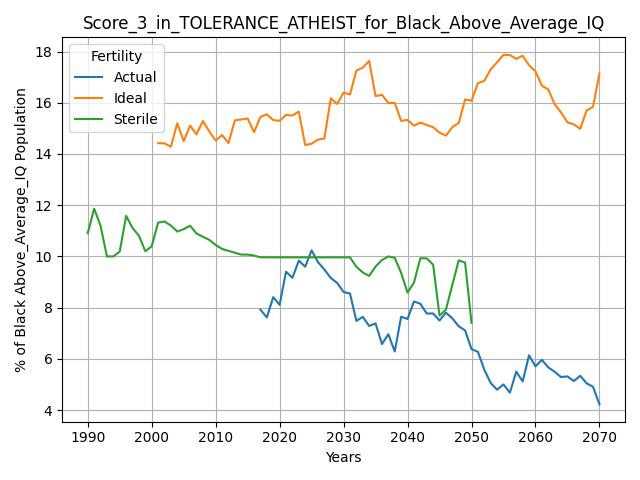 Score_3_in_TOLERANCE_ATHEIST_for_Black_Above_Average_IQ
% of Black Above_Average_IQ Population
18
16
14
12
10
8
6
4
Fertility
Actual
Ideal
Sterile
1990 2000 2010 2020 2030 2040 2050 2060 2070
Years